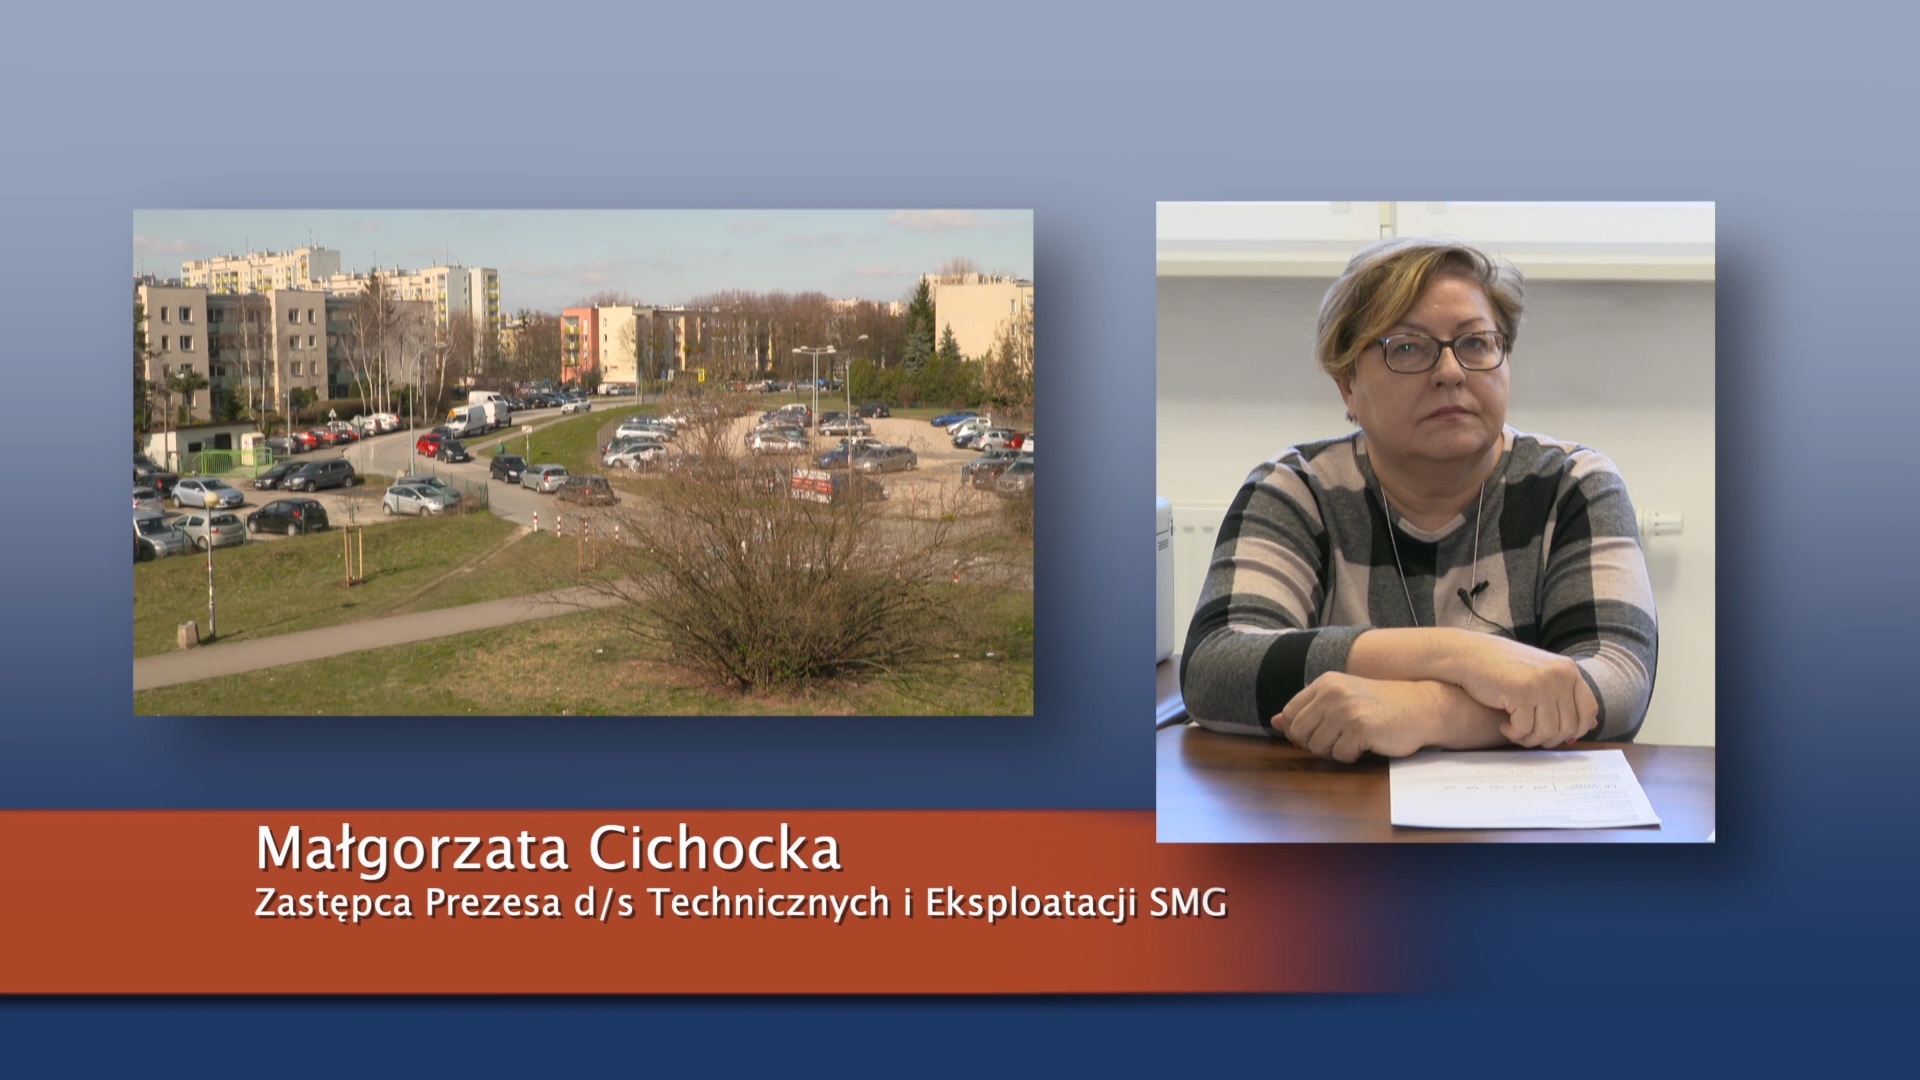 Małgorzata Cichocka
Zastępca Prezesa d/s Technicznych i Eksploatacji SMG